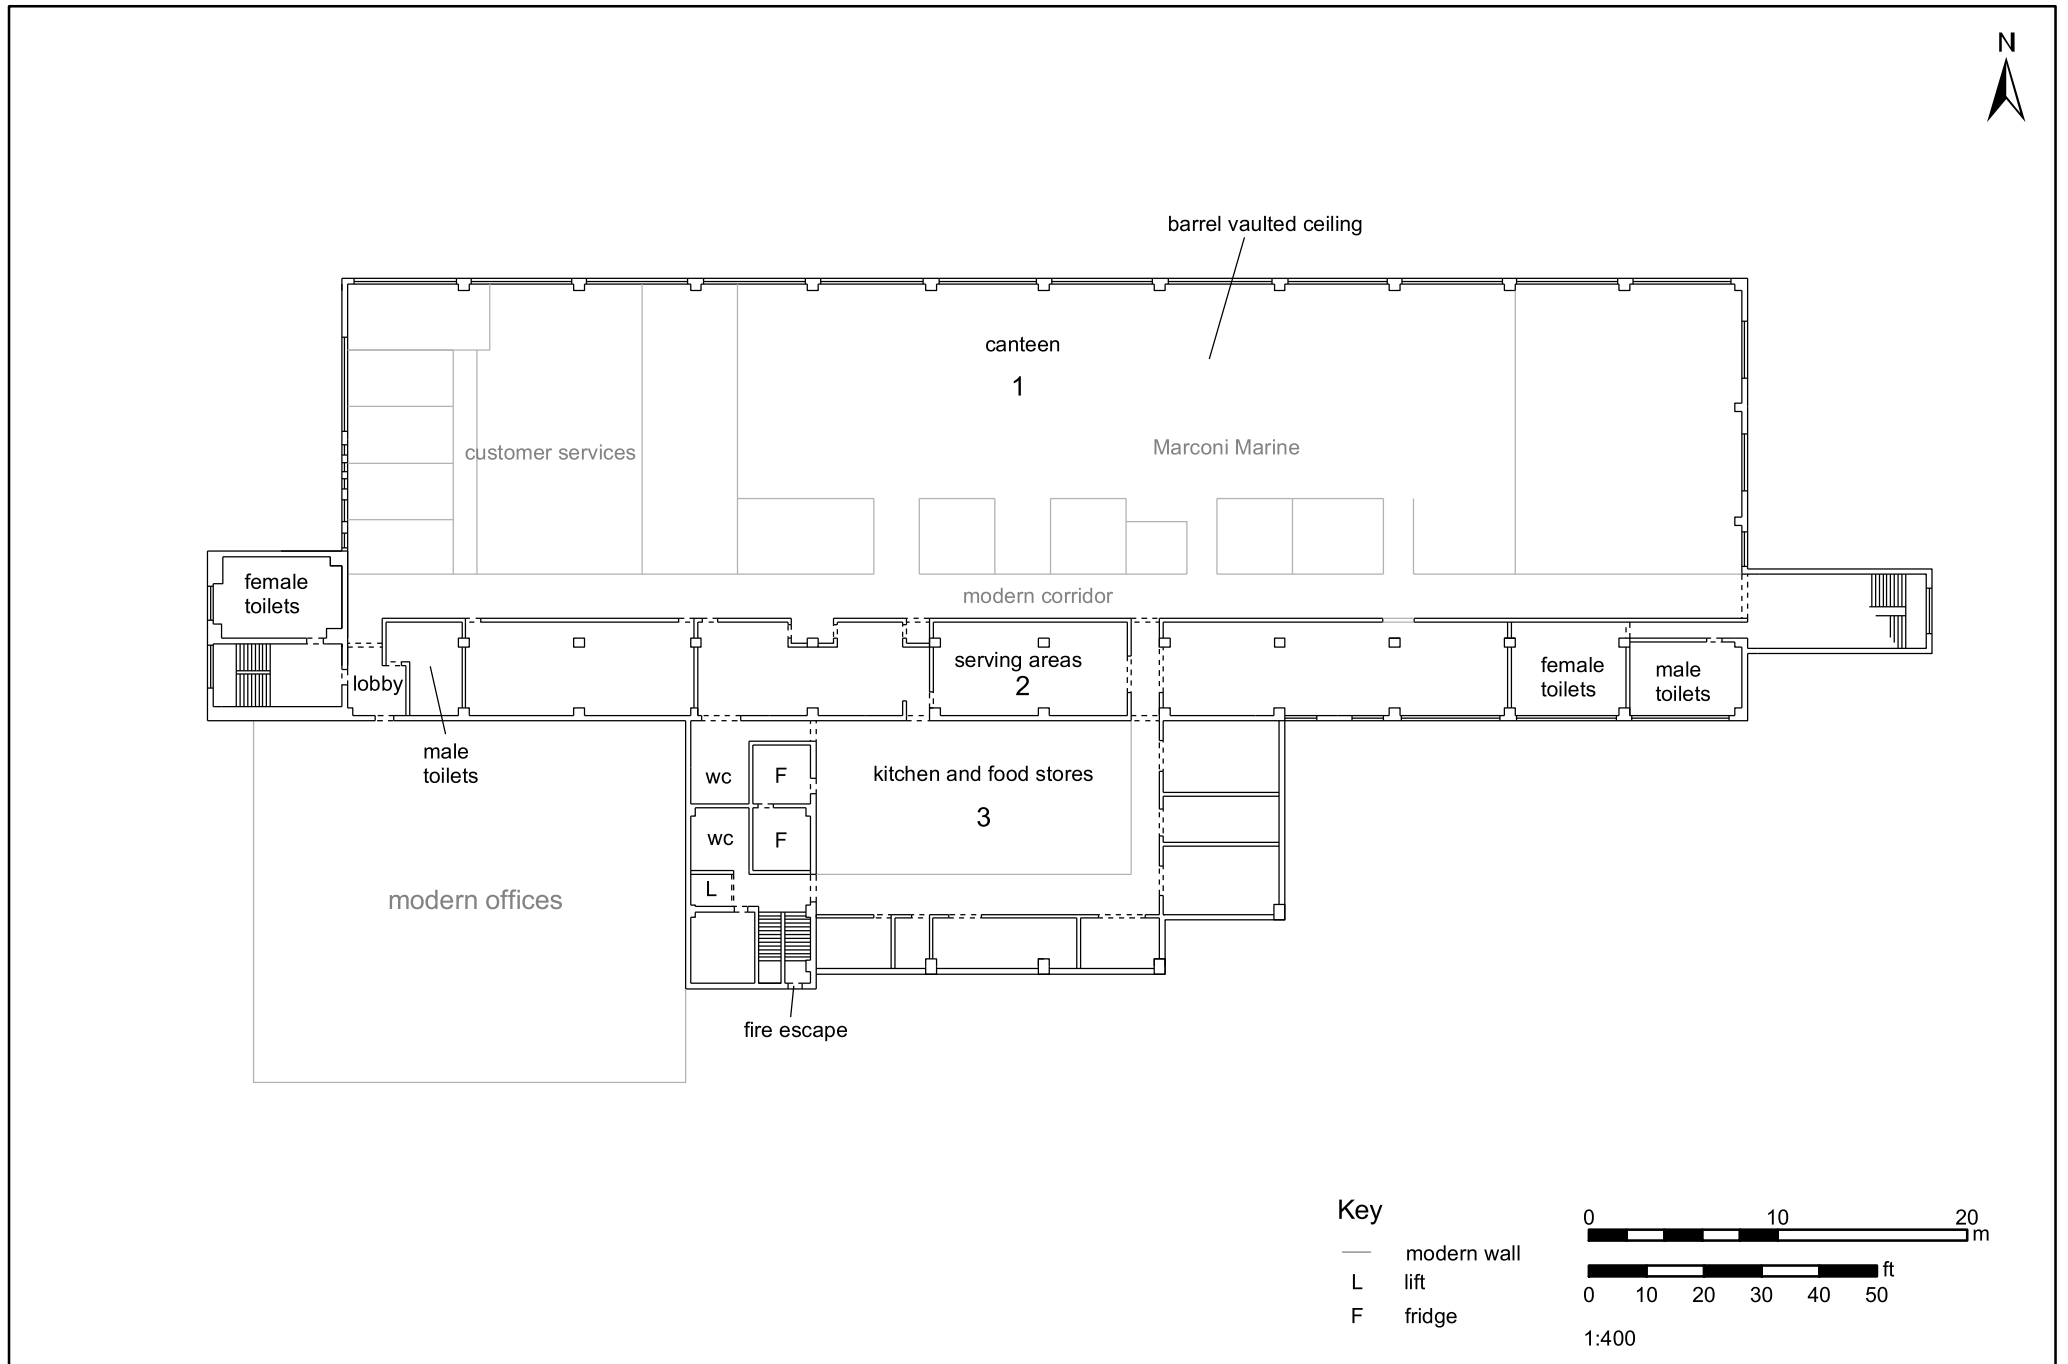 N
barrel vaulted ceiling
canteen
1
customer services
Marconi Marine
female
toilets
modern corridor
lobby
serving areas
2
female
toilets
male
toilets
male
toilets
wc
F
kitchen and food stores
3
wc
F
L
modern offices
fire escape
Key
modern wall
L lift
F fridge
0 10 20
m
ft
0 10 20 30 40 50
1:400